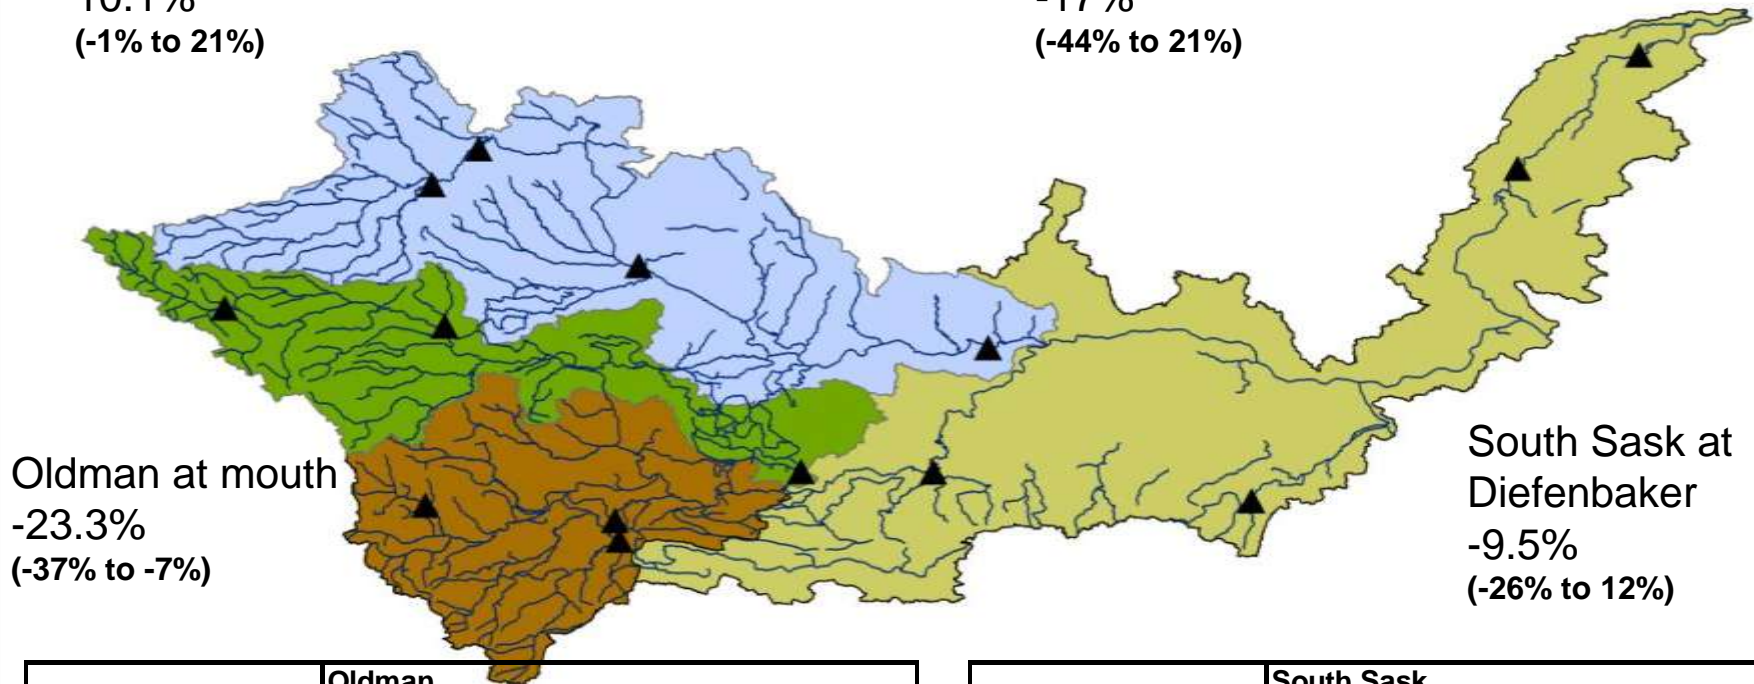 (-1% to 21%)
-17%
(-44% to 21%)
Oldman at mouth
-23.3%
(-37% to -7%)
South Sask at
Diefenbaker
-9.5%
(-26% to 12%)
Oldman
South Sask